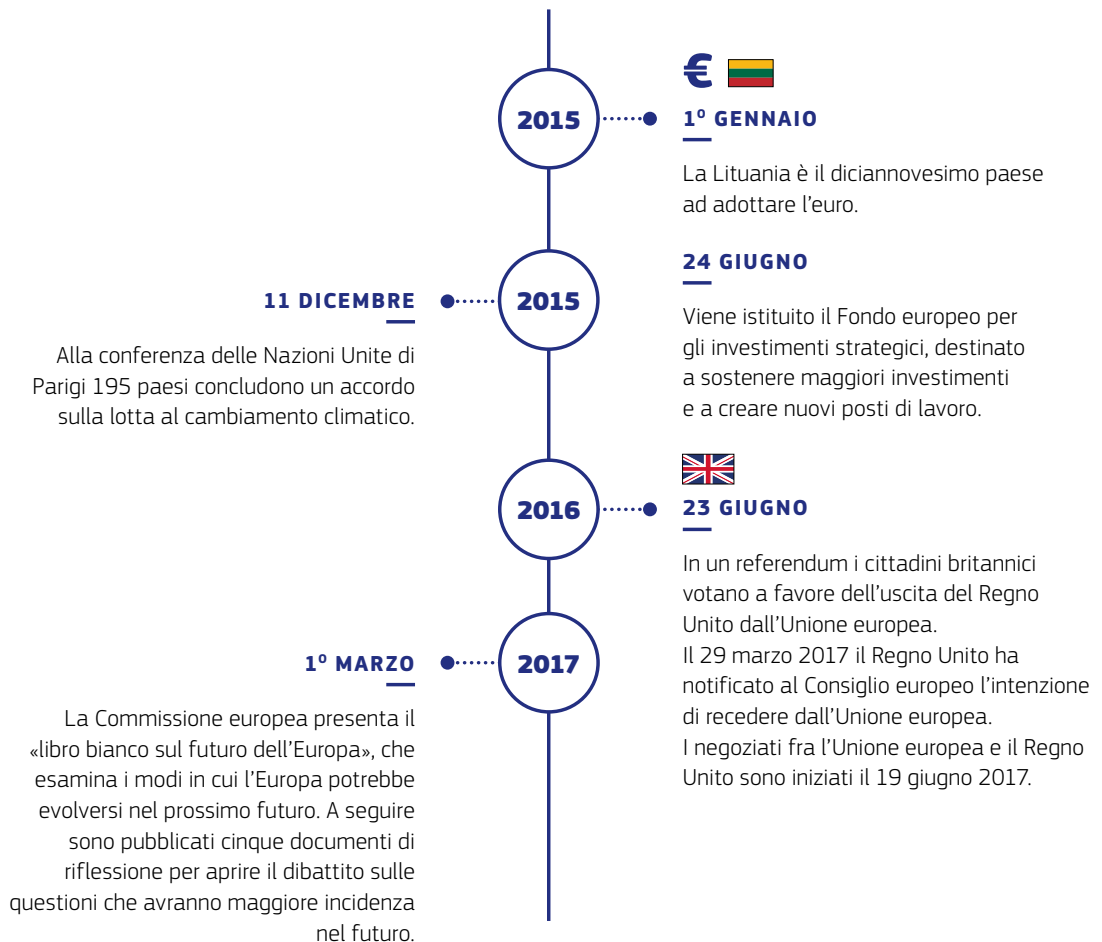 2015
€
1º GENNAIO
La Lituania è il diciannovesimo paese
ad adottare l’euro.
24 GIUGNO
Viene istituito il Fondo europeo per
gli investimenti strategici, destinato
a sostenere maggiori investimenti
e a creare nuovi posti di lavoro.
2015
11 DICEMBRE
Alla conferenza delle Nazioni Unite di
Parigi 195 paesi concludono un accordo
sulla lotta al cambiamento climatico.
2016
23 GIUGNO
In un referendum i cittadini britannici
votano a favore dell’uscita del Regno
Unito dall’Unione europea.
Il 29 marzo 2017 il Regno Unito ha
notificato al Consiglio europeo l’intenzione
di recedere dall’Unione europea.
I negoziati fra l’Unione europea e il Regno
Unito sono iniziati il 19 giugno 2017.
2017
1º MARZO
La Commissione europea presenta il
«libro bianco sul futuro dell’Europa», che
esamina i modi in cui l’Europa potrebbe
evolversi nel prossimo futuro. A seguire
sono pubblicati cinque documenti di
riflessione per aprire il dibattito sulle
questioni che avranno maggiore incidenza
nel futuro.